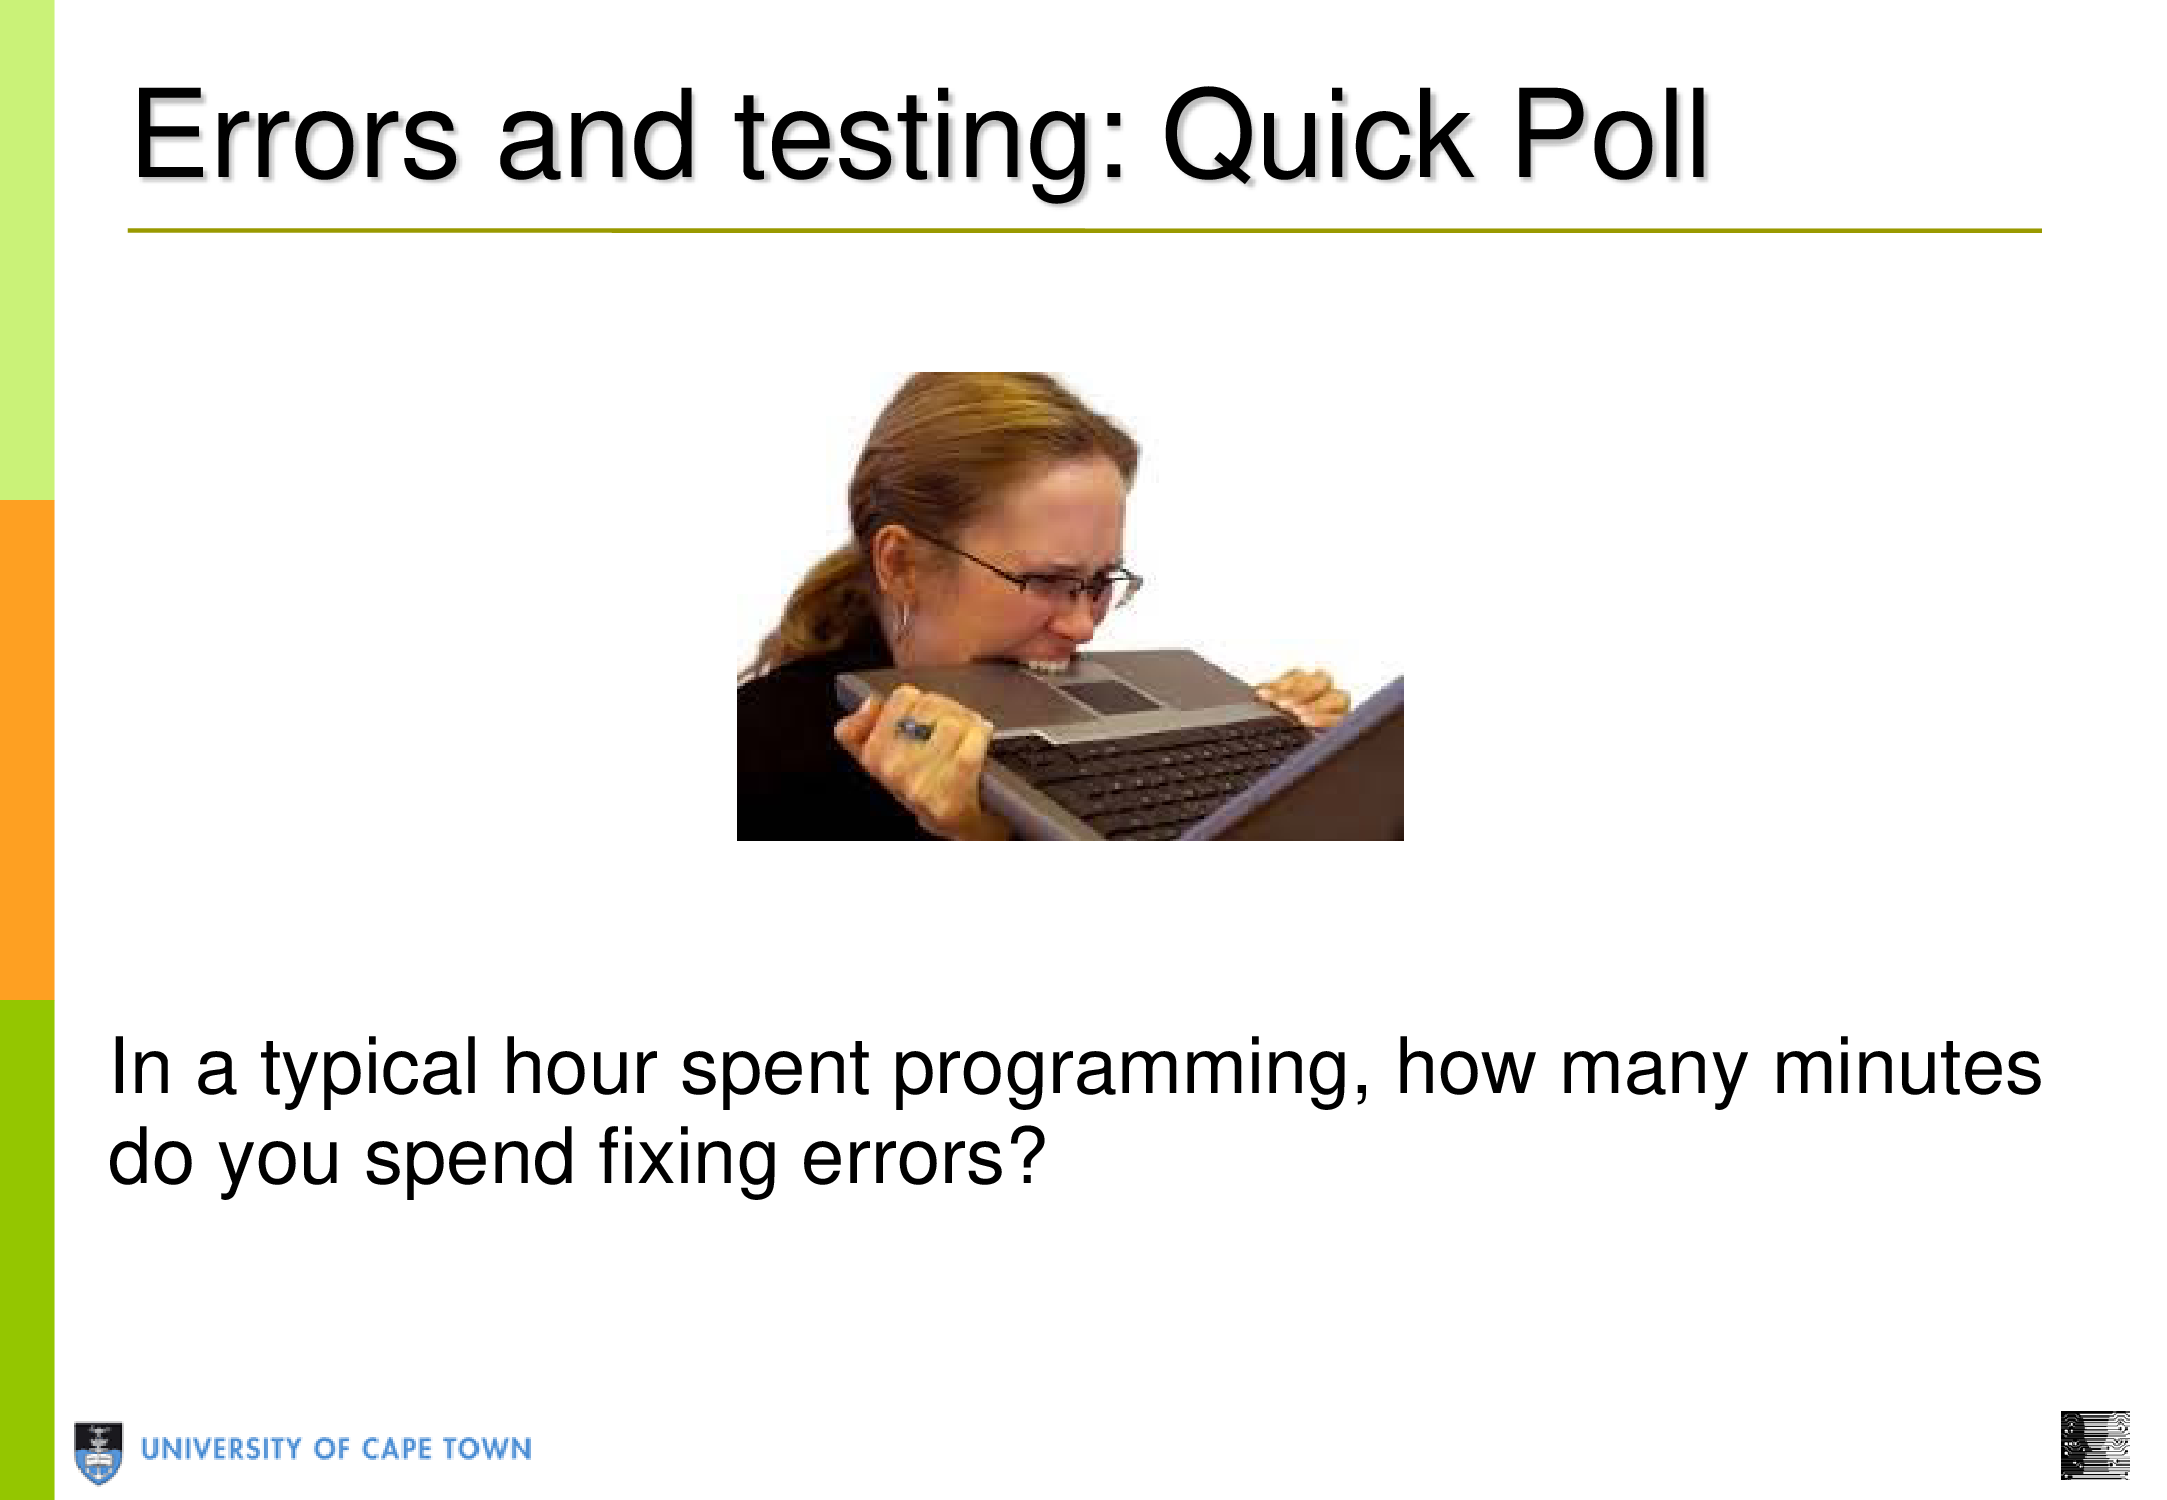 Errors and testing: Quick Poll
In a typical hour spent programming, how many minutes
do you spend fixing errors?
UNIVERSITY OF CAPE TOWN